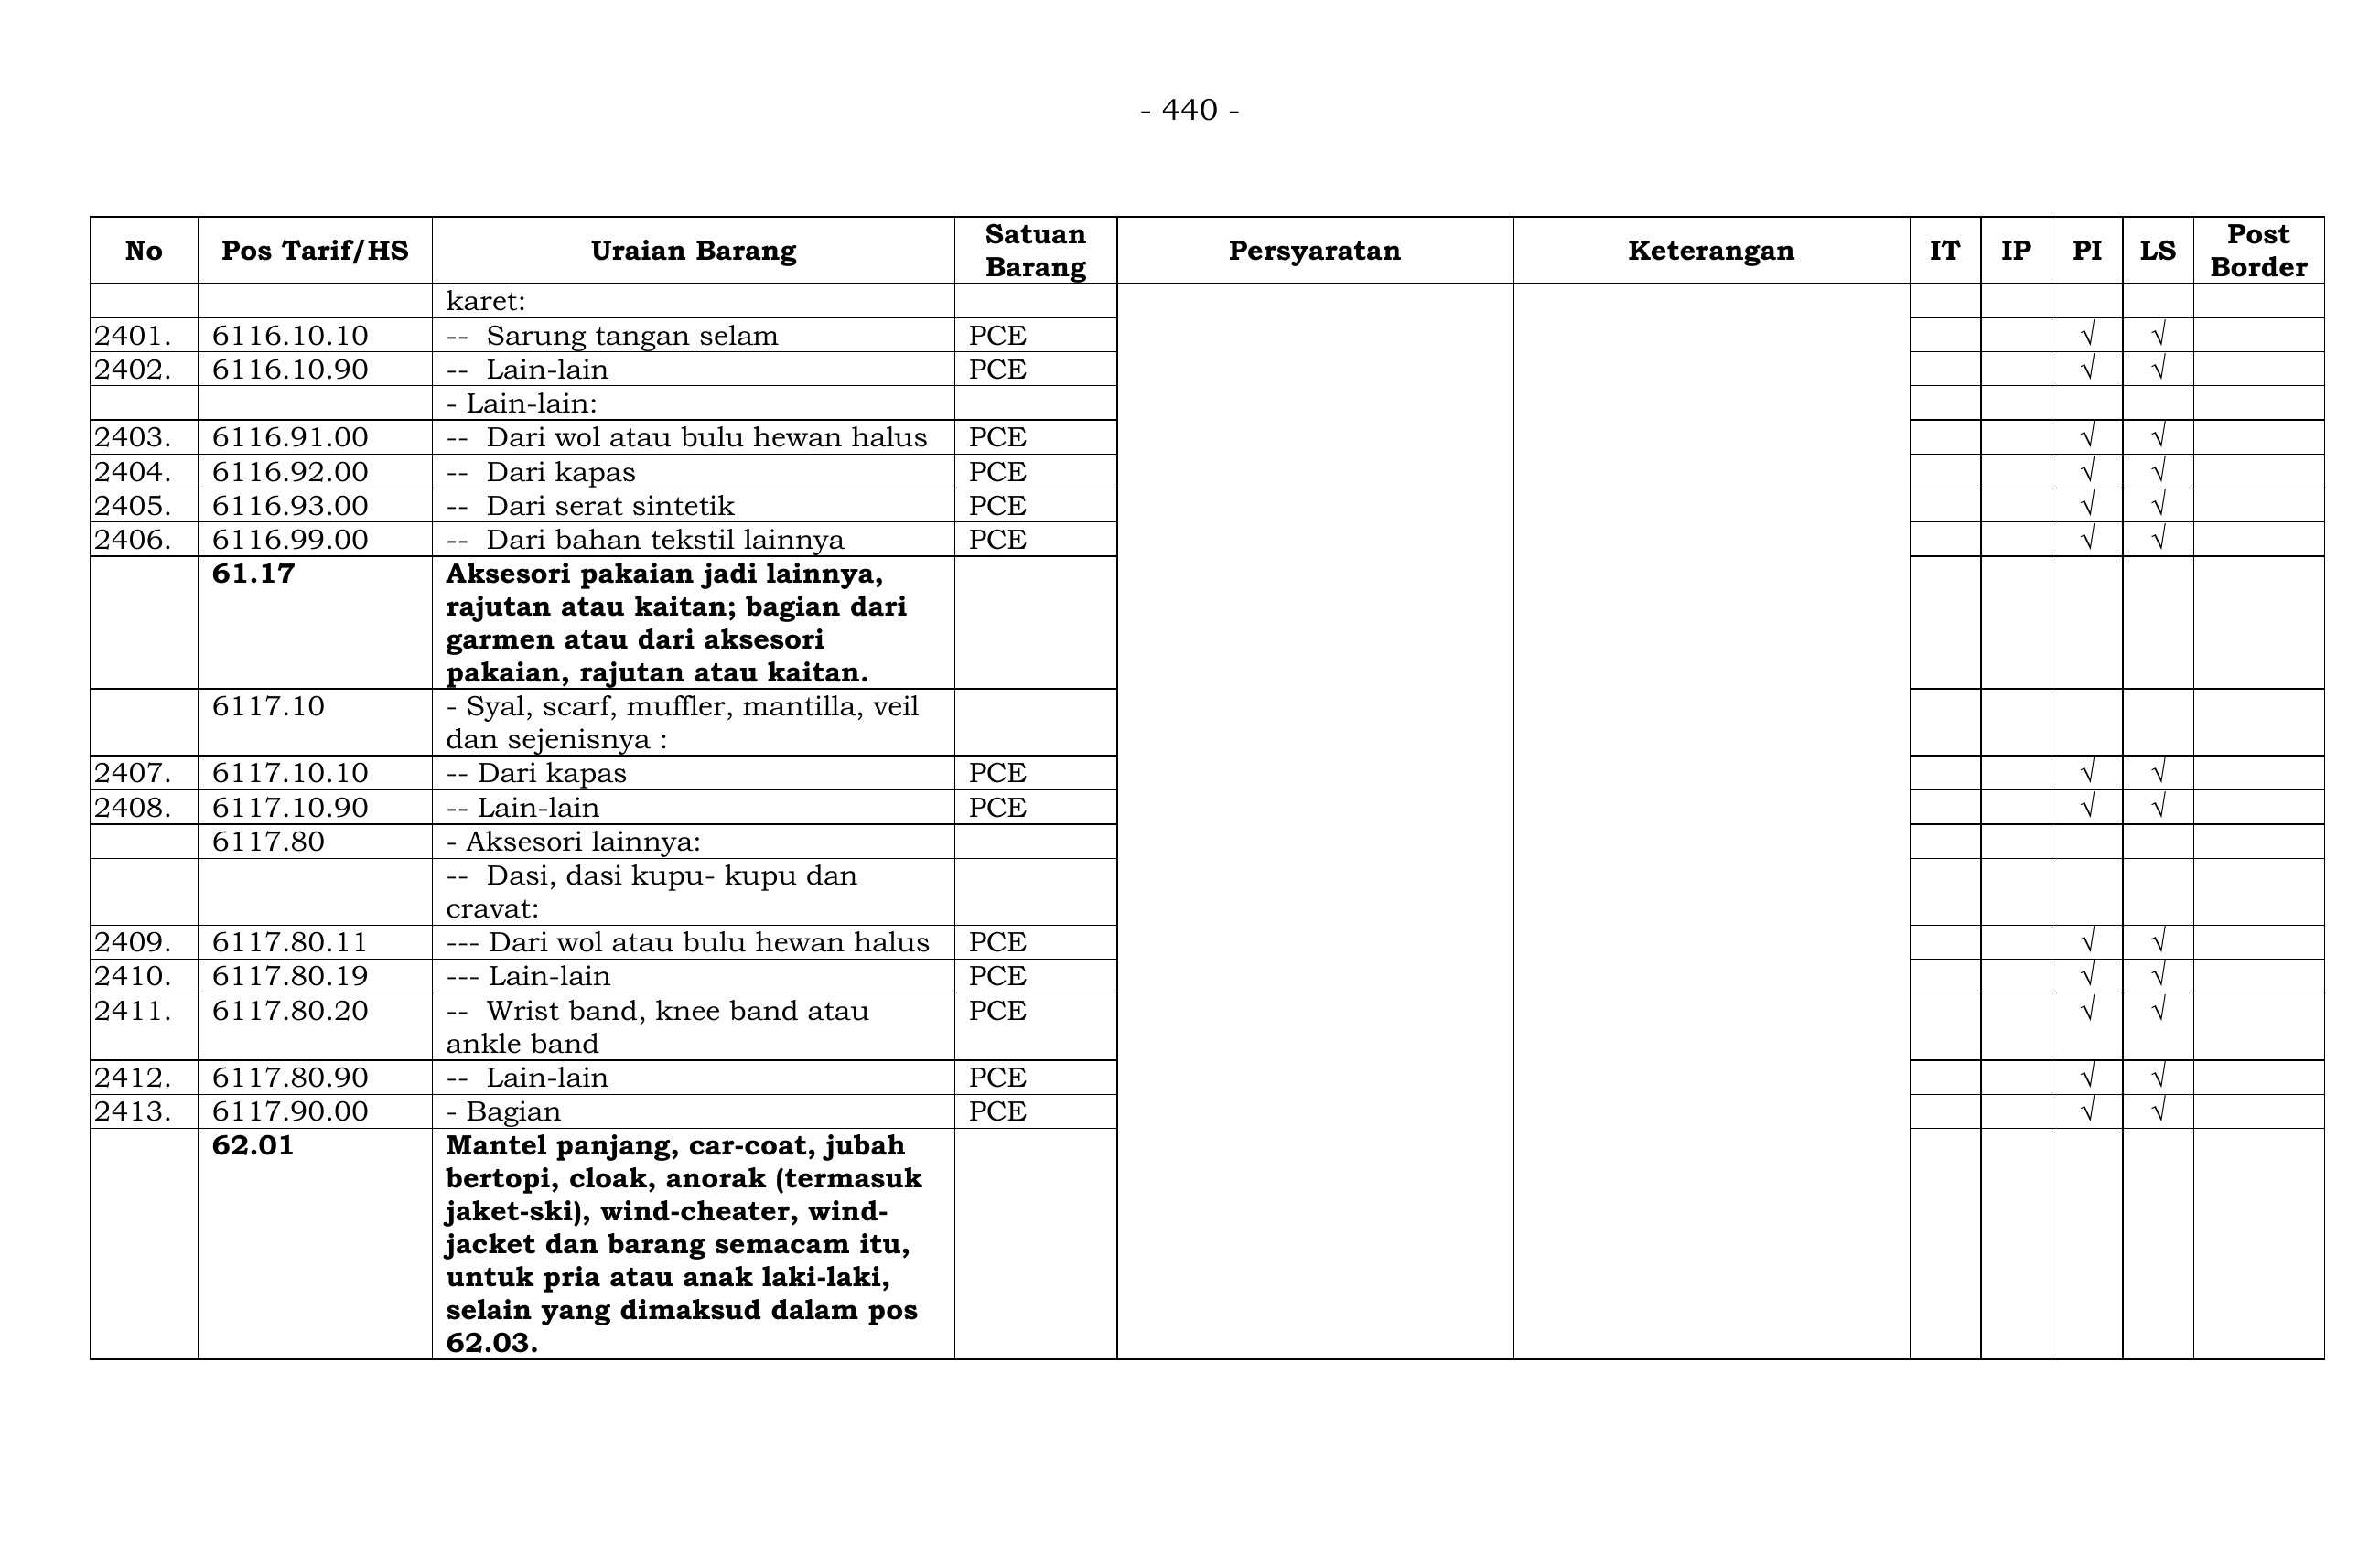 - 440 -
No Pos Tarif/HS Uraian Barang Satuan Barang Persyaratan Keterangan IT IP PI LS Post Border
karet:
2401. 6116.10.10 -- Sarung tangan selam PCE √ √
2402. 6116.10.90 -- Lain-lain PCE √ √
- Lain-lain:
2403. 6116.91.00 -- Dari wol atau bulu hewan halus PCE √ √
2404. 6116.92.00 -- Dari kapas PCE √ √
2405. 6116.93.00 -- Dari serat sintetik PCE √ √
2406. 6116.99.00 -- Dari bahan tekstil lainnya PCE √ √
61.17 Aksesori pakaian jadi lainnya,
rajutan atau kaitan; bagian dari
garmen atau dari aksesori
pakaian, rajutan atau kaitan.
6117.10 - Syal, scarf, muffler, mantilla, veil
dan sejenisnya :
2407. 6117.10.10 -- Dari kapas PCE √ √
2408. 6117.10.90 -- Lain-lain PCE √ √
6117.80 - Aksesori lainnya:
-- Dasi, dasi kupu- kupu dan
cravat:
2409. 6117.80.11 --- Dari wol atau bulu hewan halus PCE √ √
2410. 6117.80.19 --- Lain-lain PCE √ √
2411. 6117.80.20 -- Wrist band, knee band atau PCE √ √
ankle band
2412. 6117.80.90 -- Lain-lain PCE √ √
2413. 6117.90.00 - Bagian PCE √ √
62.01 Mantel panjang, car-coat, jubah
bertopi, cloak, anorak (termasuk
jaket-ski), wind-cheater, wind-
jacket dan barang semacam itu,
untuk pria atau anak laki-laki,
selain yang dimaksud dalam pos
62.03.